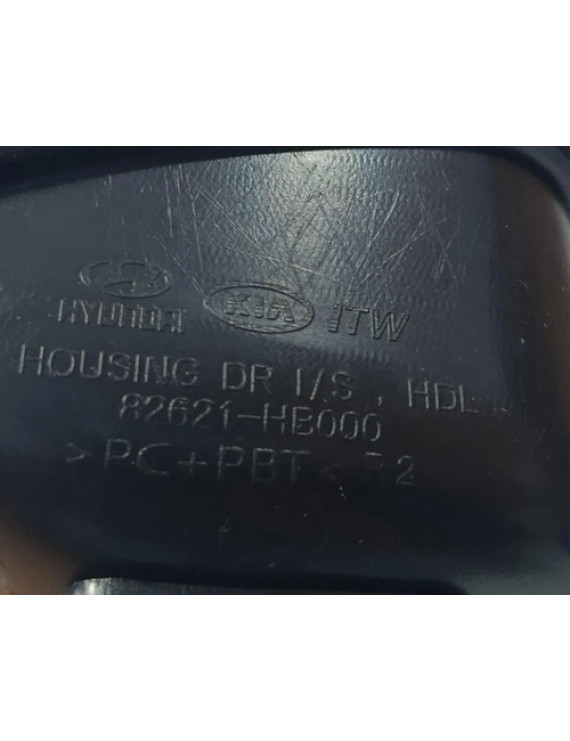 HYUNDAI KIA ITW
HOUSING DR I/S , HDL
82621-HB000
>PC+PBT<